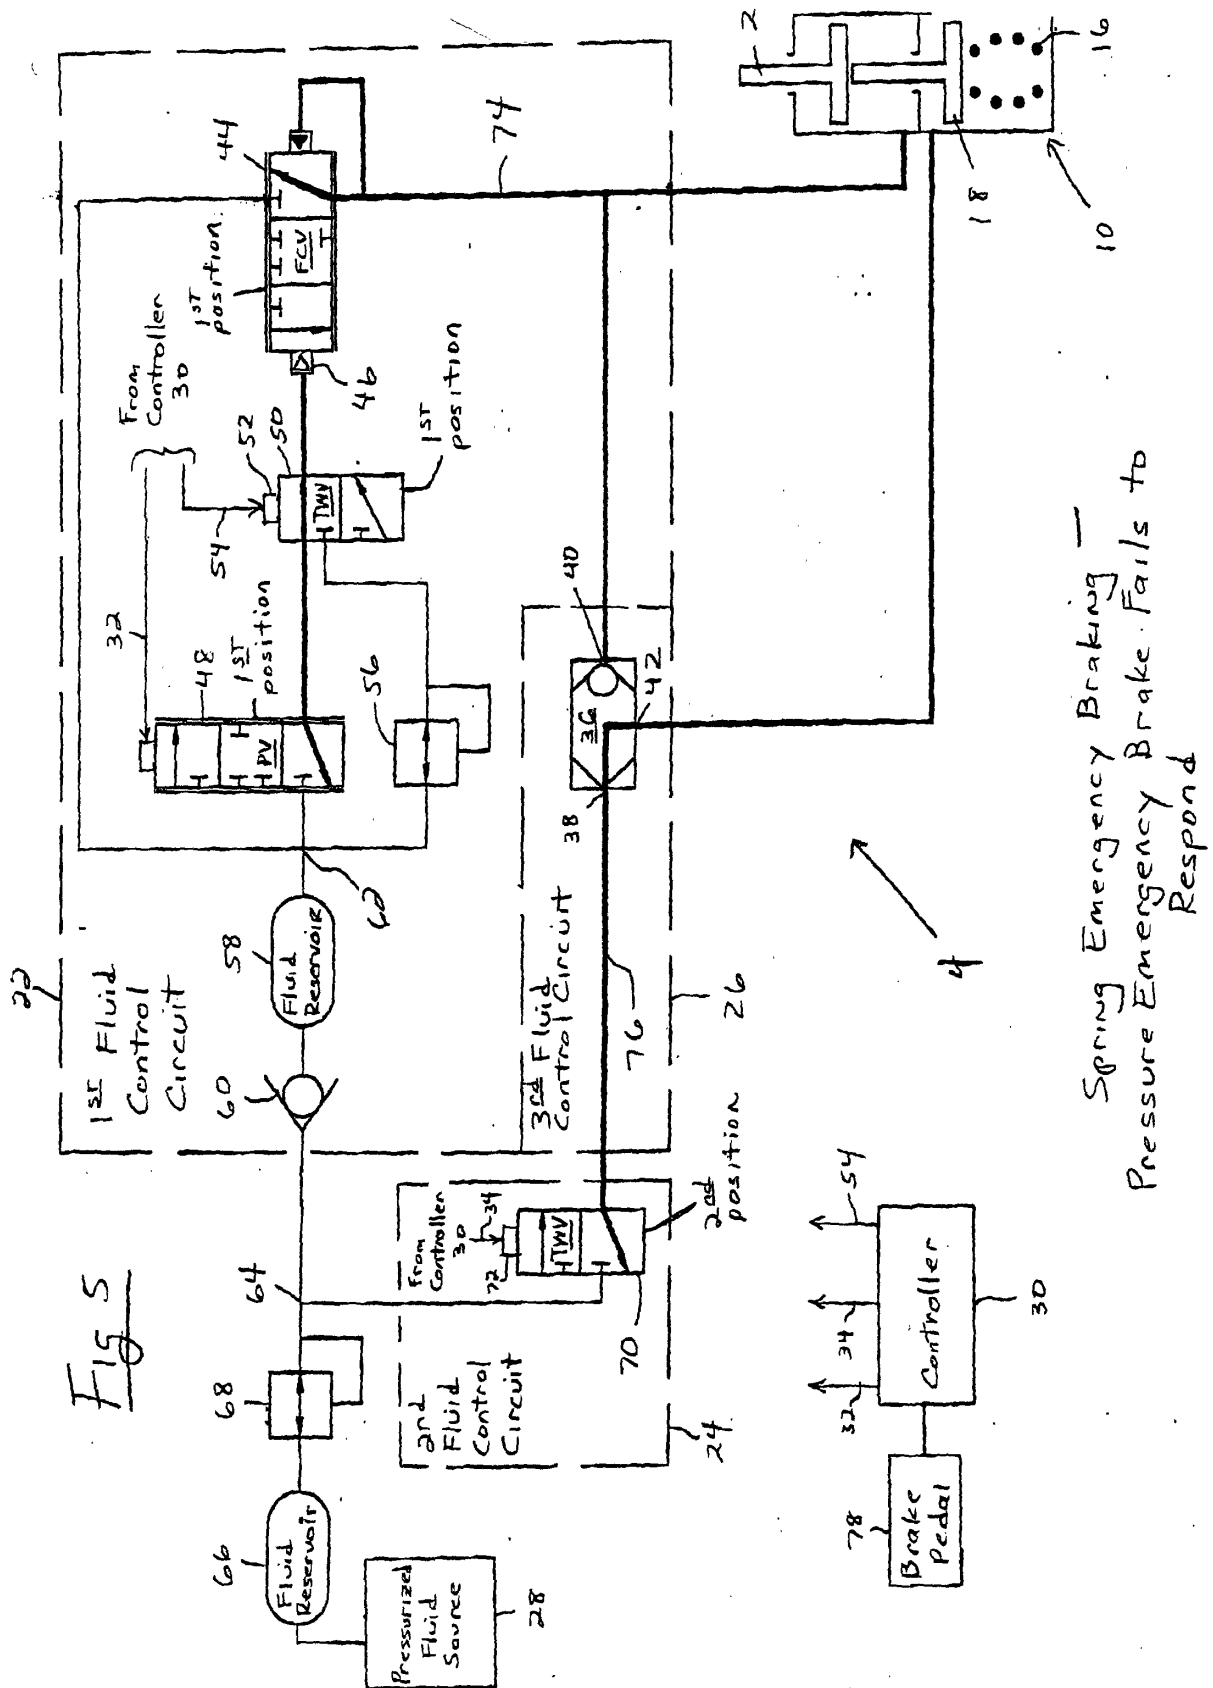 Fig 5
22
1st Fluid
Control
Circuit
60
58
Fluid
Reservoir
62
32
From
Controller
30
48
1st
position
PV
56
54
52
50
TWV
1st
position
46
1st
position
FCV
44
74
64
68
66
Fluid
Reservoir
Pressurized
Fluid
Source
28
2nd
Fluid
Control
Circuit
24
From
Controller
30
34
72
TWV
70
2nd
position
3rd Fluid
Control Circuit
26
76
38
36
40
42
2
16
18
10
4
78
Brake
Pedal
Controller
30
32
34
54
Spring Emergency Braking —
Pressure Emergency Brake Fails to
Respond